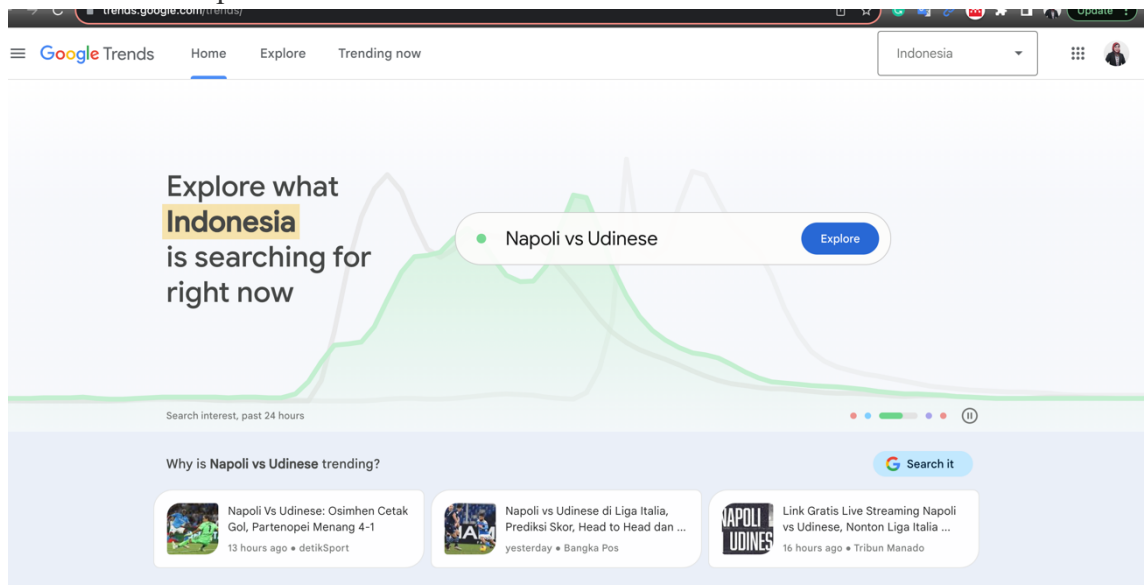 trends.google.com/trends/
Update
Google Trends
Home
Explore
Trending now
Indonesia
Explore what
Indonesia
is searching for
right now
Napoli vs Udinese
Explore
Search interest, past 24 hours
Why is Napoli vs Udinese trending?
Search it
Napoli Vs Udinese: Osimhen Cetak
Gol, Partenopei Menang 4-1
13 hours ago • detikSport
Napoli vs Udinese di Liga Italia,
Prediksi Skor, Head to Head dan ...
yesterday • Bangka Pos
NAPOLI
UDINES
Link Gratis Live Streaming Napoli
vs Udinese, Nonton Liga Italia ...
16 hours ago • Tribun Manado